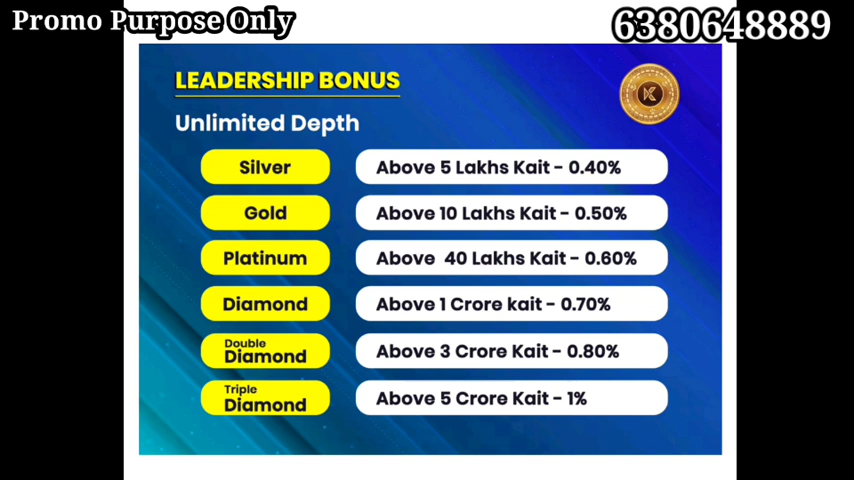 Promo Purpose Only
6380648889
LEADERSHIP BONUS
Unlimited Depth
Silver
Above 5 Lakhs Kait - 0.40%
Gold
Above 10 Lakhs Kait - 0.50%
Platinum
Above 40 Lakhs Kait - 0.60%
Diamond
Above 1 Crore kait - 0.70%
Double
Diamond
Above 3 Crore Kait - 0.80%
Triple
Diamond
Above 5 Crore Kait - 1%